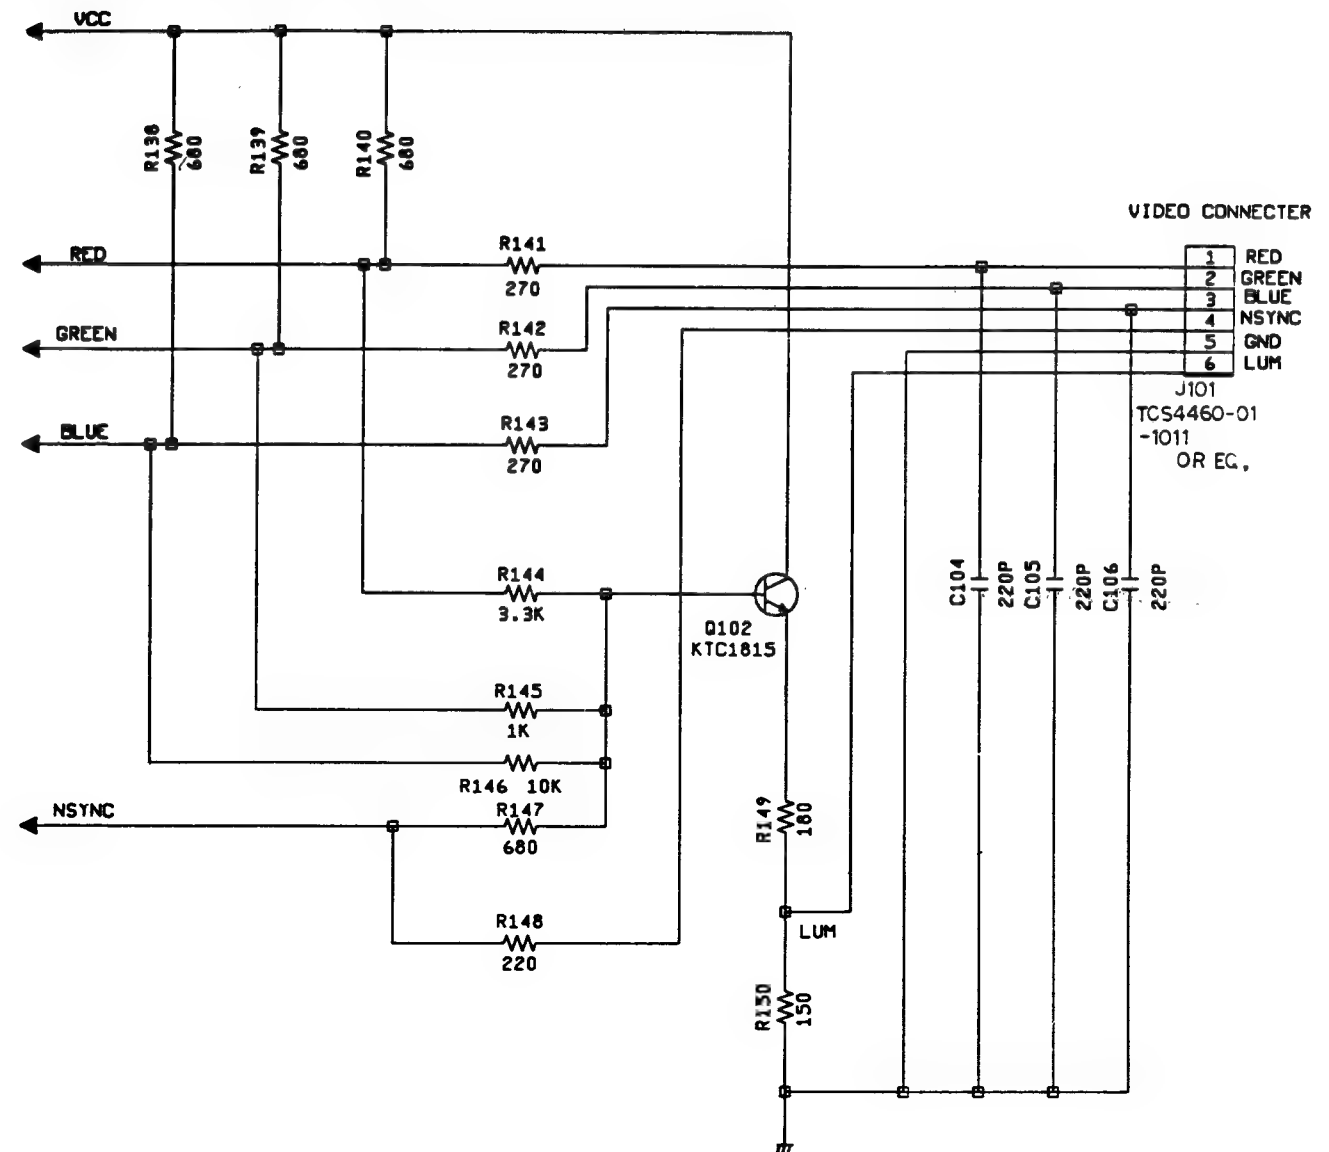 VCC
R138
680
R139
680
R140
680
VIDEO CONNECTER
RED
GREEN
BLUE
R141
270
R142
270
R143
270
1 RED
2 GREEN
3 BLUE
4 NSYNC
5 GND
6 LUM
J101
TCS4460-01
-1011
OR EQ.
R144
3.3K
Q102
KTC1815
C104
220P
C105
220P
C106
220P
R145
1K
R146 10K
NSYNC
R147
680
R149
180
R148
220
LUM
R150
150